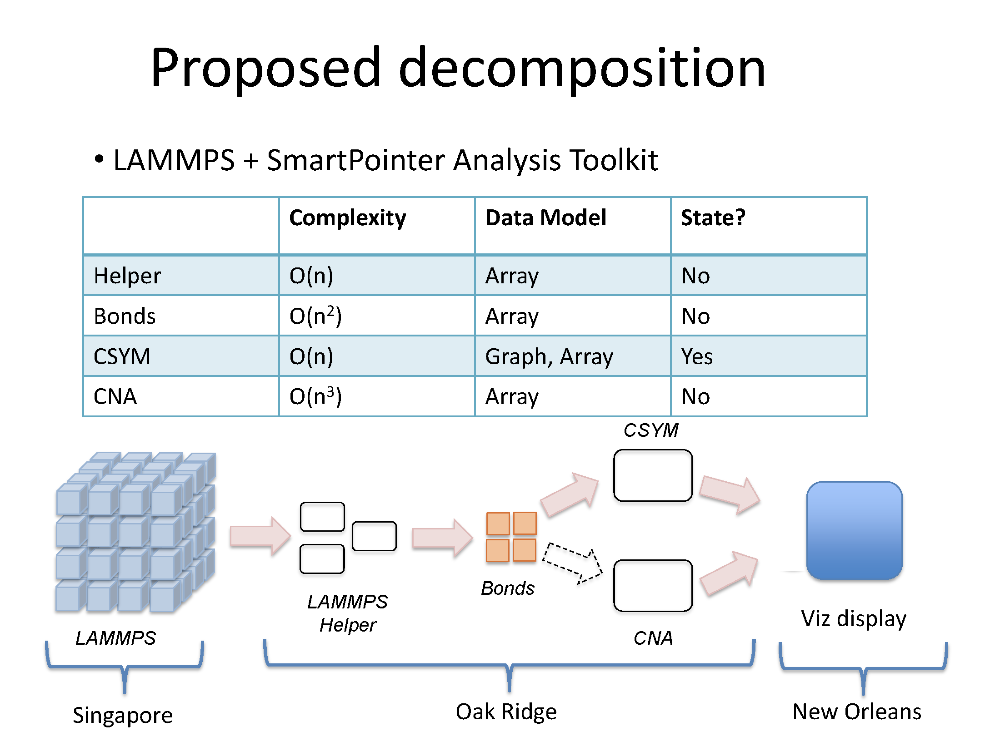 Proposed decomposition
• LAMMPS + SmartPointer Analysis Toolkit
Complexity Data Model State?
Helper O(n) Array No
Bonds O(n²) Array No
CSYM O(n) Graph, Array Yes
CNA O(n³) Array No
CSYM
Bonds
LAMMPS
Helper
Viz display
LAMMPS
CNA
Singapore
Oak Ridge
New Orleans